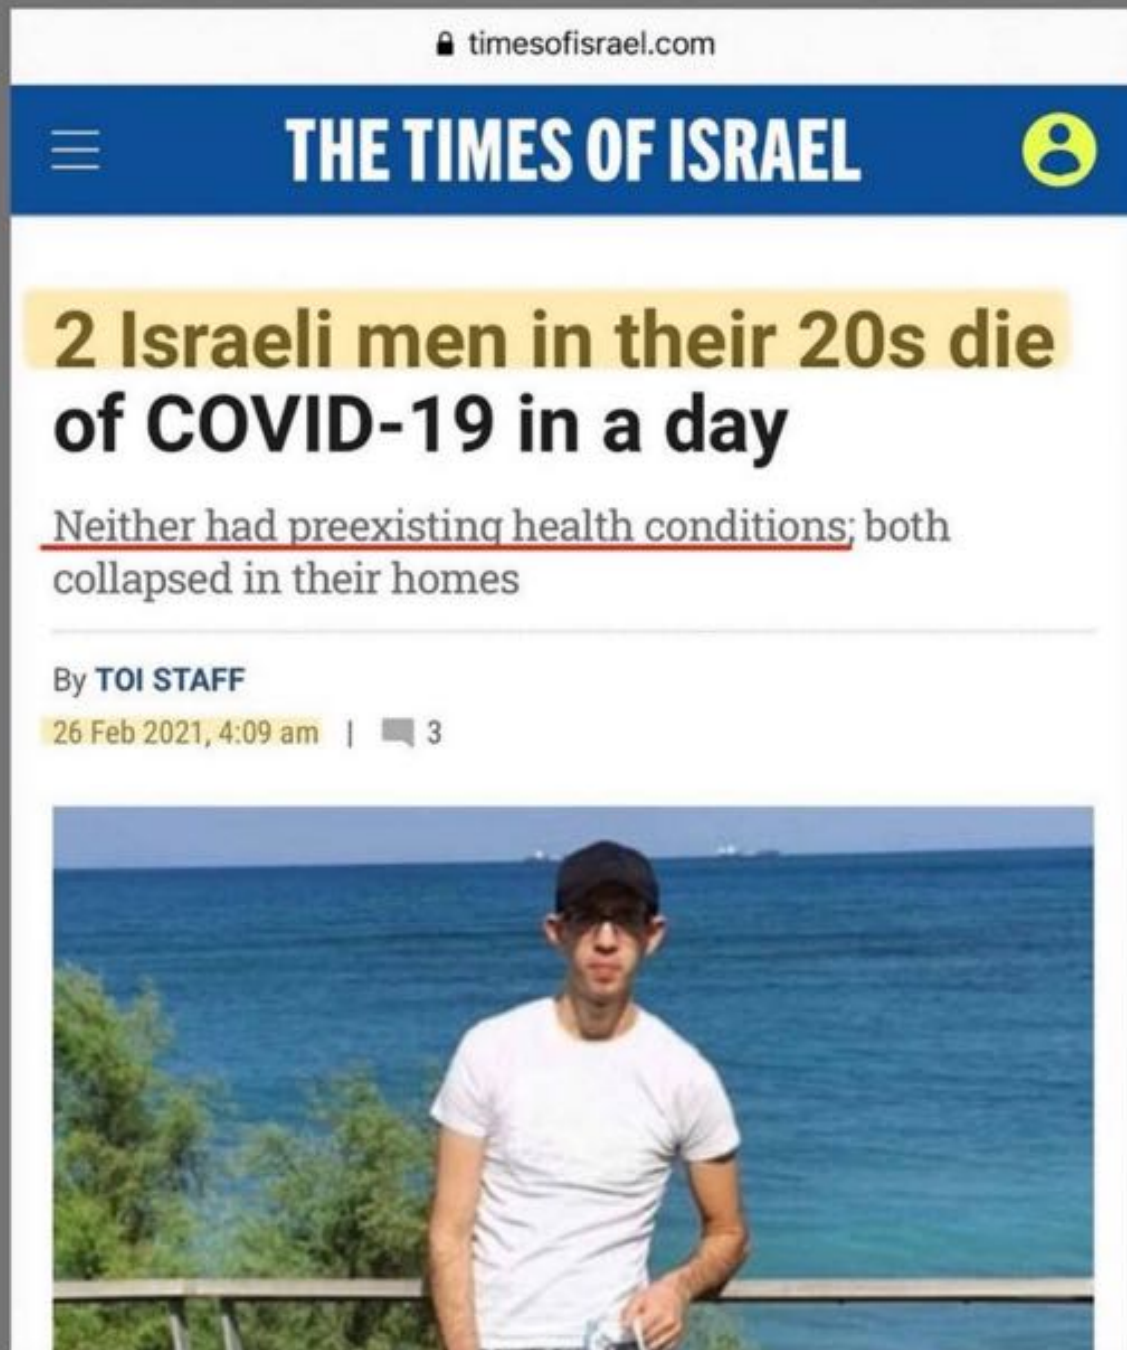 timesofisrael.com
THE TIMES OF ISRAEL
2 Israeli men in their 20s die
of COVID-19 in a day
Neither had preexisting health conditions; both
collapsed in their homes
By TOI STAFF
26 Feb 2021, 4:09 am | 3